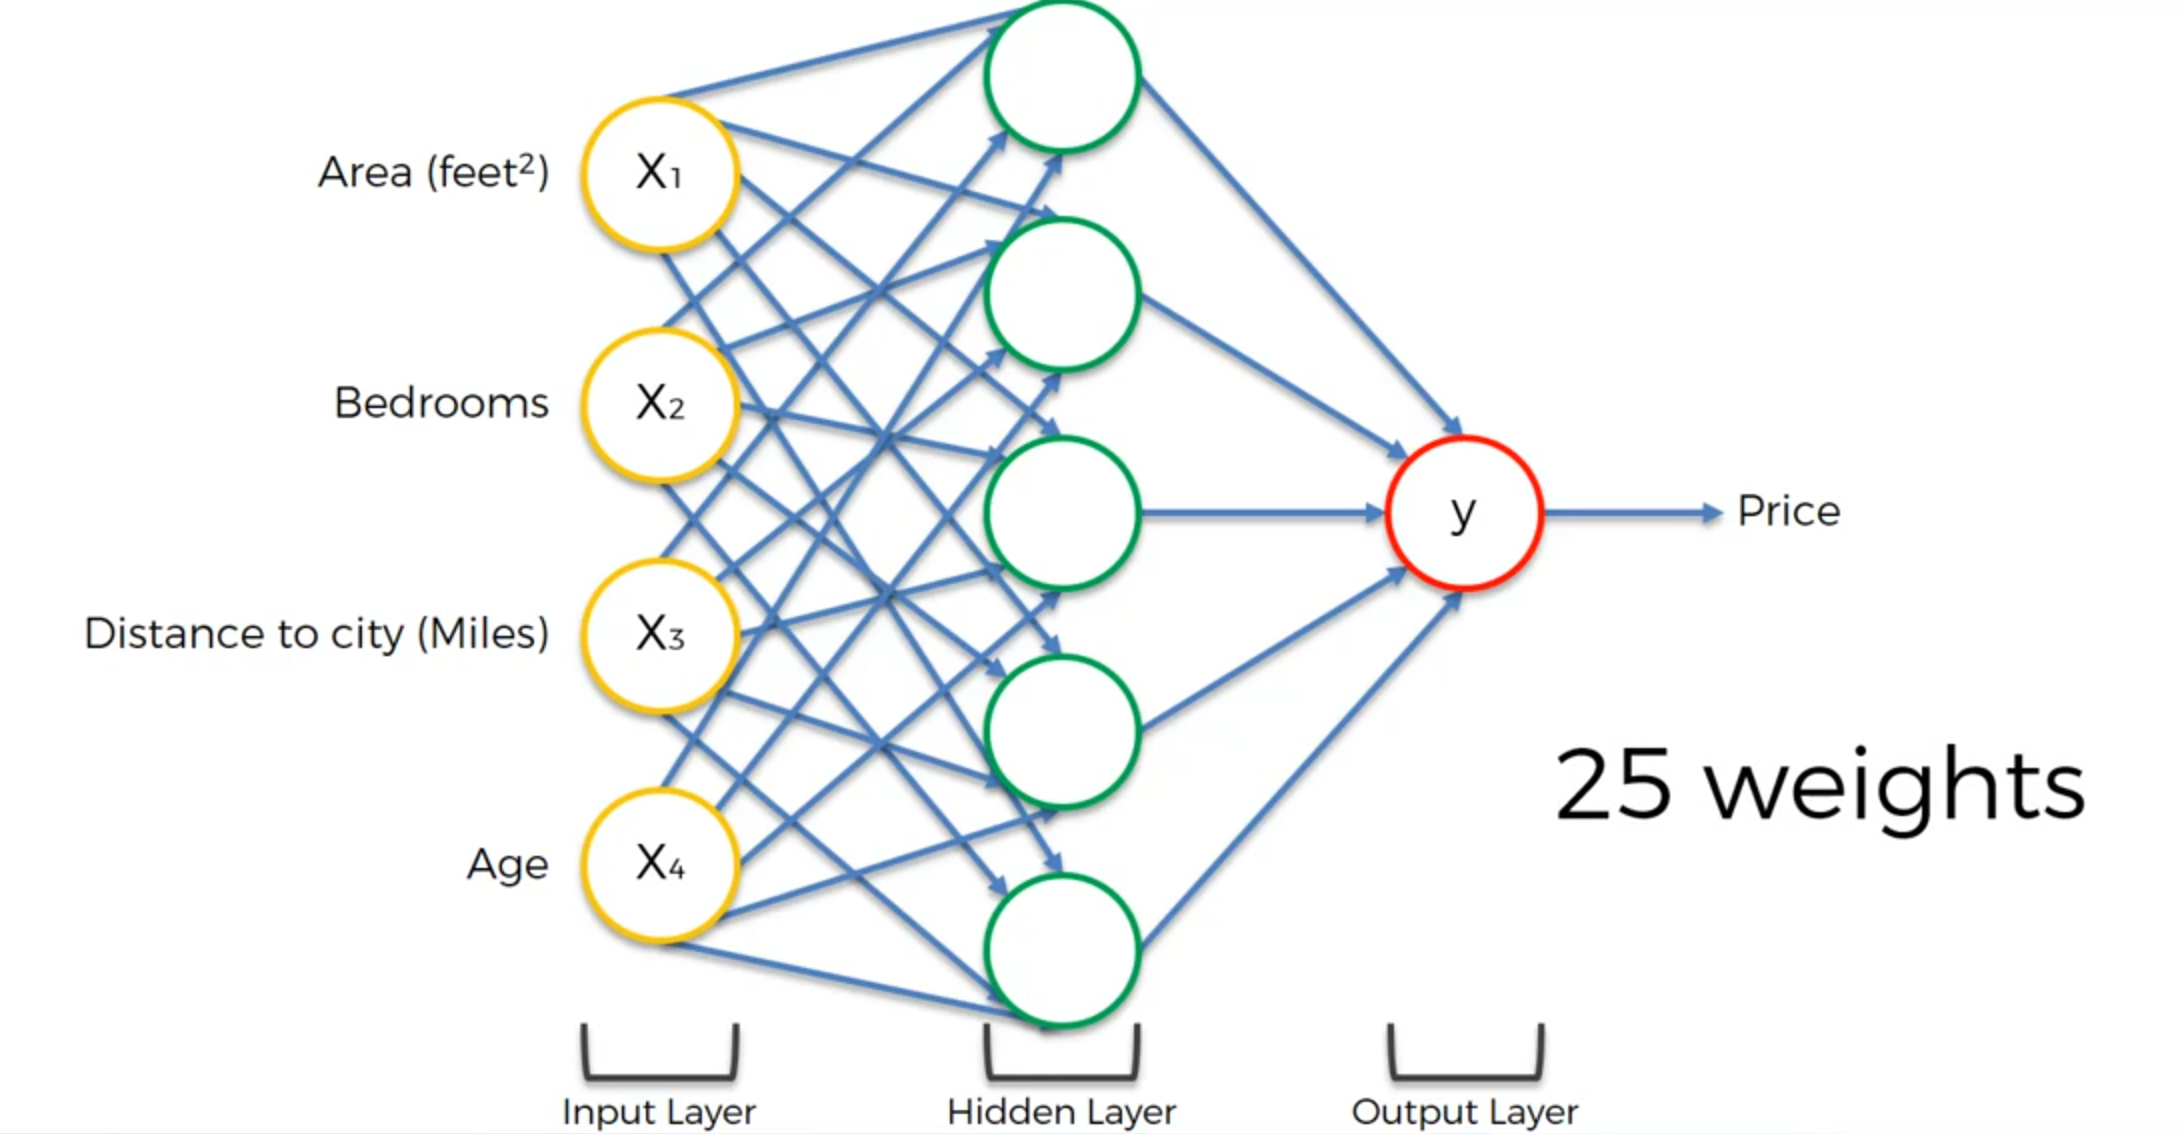 Area (feet²)
X₁
Bedrooms
X₂
Distance to city (Miles)
X₃
Age
X₄
y
Price
25 weights
Input Layer
Hidden Layer
Output Layer